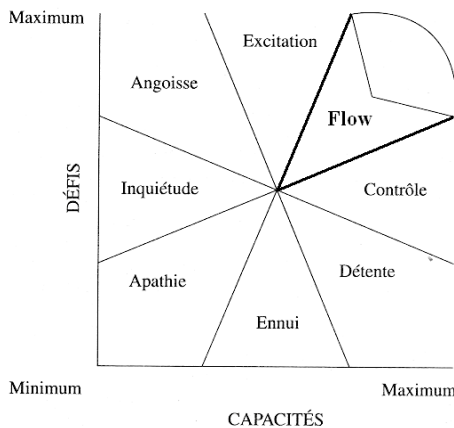 Maximum
Excitation
Angoisse
Flow
DÉFIS
Inquiétude
Contrôle
Apathie
Détente
Ennui
Minimum
Maximum
CAPACITÉS